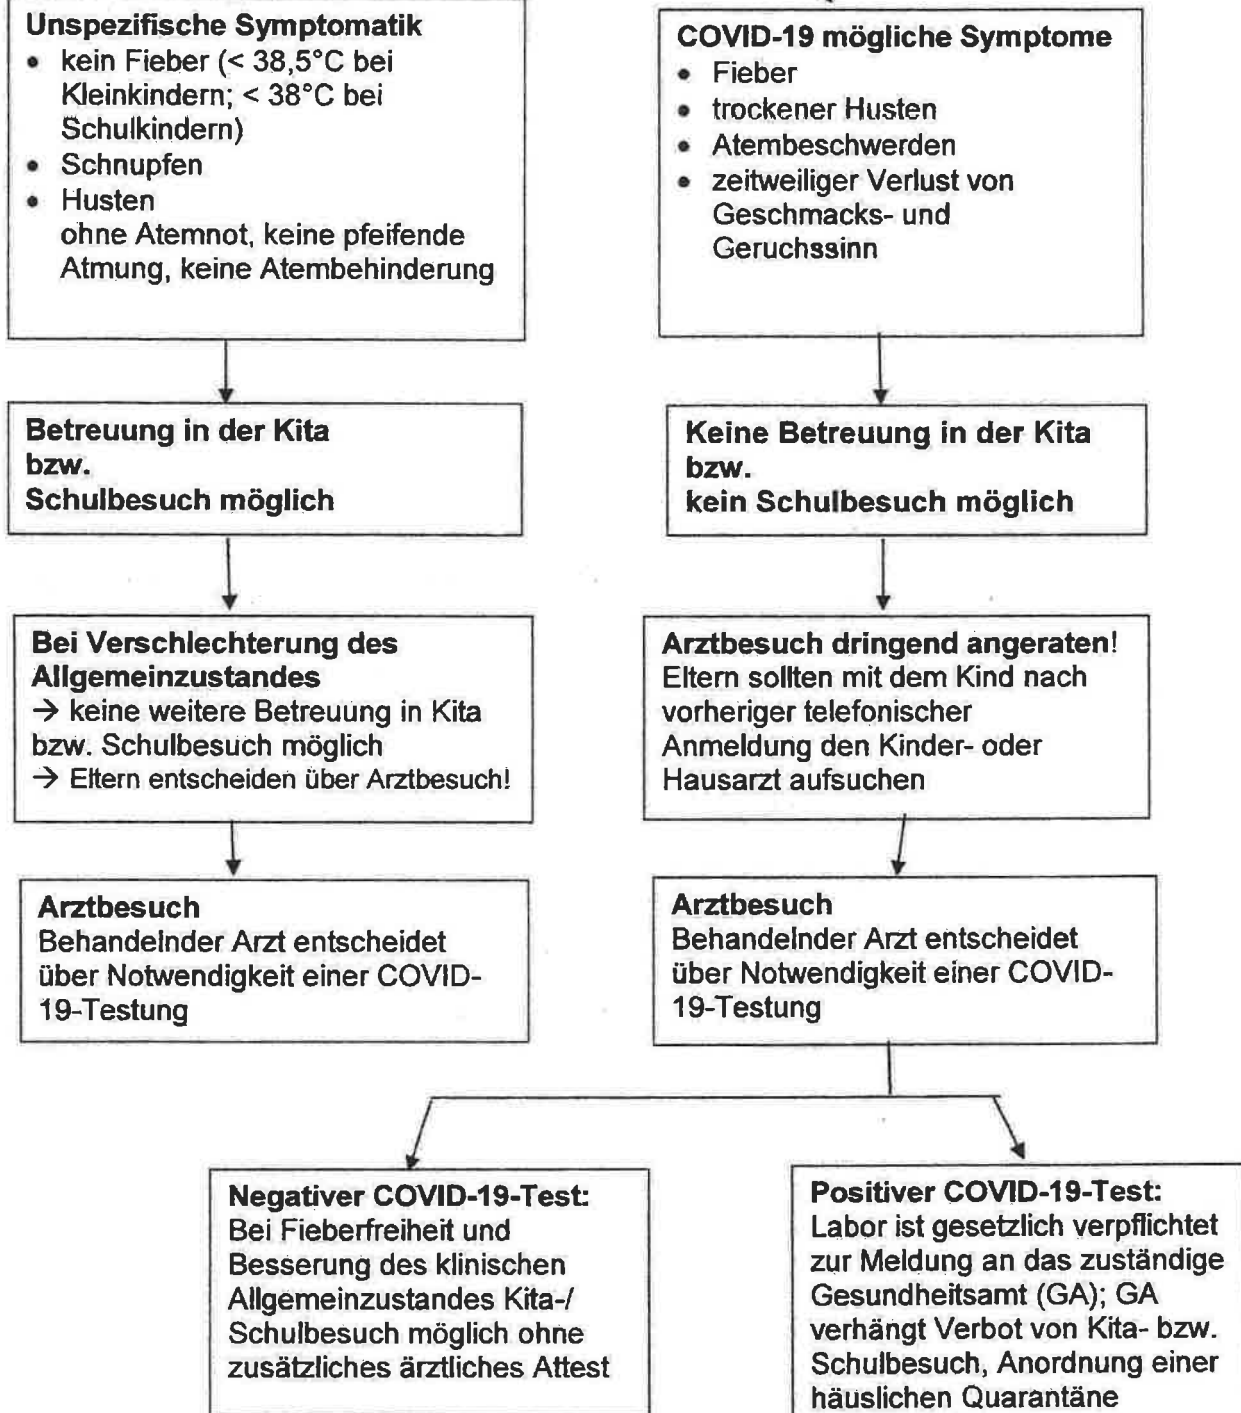 Unspezifische Symptomatik
• kein Fieber (< 38,5°C bei
Kleinkindern; < 38°C bei
Schulkindern)
• Schnupfen
• Husten
ohne Atemnot, keine pfeifende
Atmung, keine Atembehinderung
COVID-19 mögliche Symptome
• Fieber
• trockener Husten
• Atembeschwerden
• zeitweiliger Verlust von
Geschmacks- und
Geruchssinn
Betreuung in der Kita
bzw.
Schulbesuch möglich
Keine Betreuung in der Kita
bzw.
kein Schulbesuch möglich
Bei Verschlechterung des
Allgemeinzustandes
→ keine weitere Betreuung in Kita
bzw. Schulbesuch möglich
→ Eltern entscheiden über Arztbesuch!
Arztbesuch dringend angeraten!
Eltern sollten mit dem Kind nach
vorheriger telefonischer
Anmeldung den Kinder- oder
Hausarzt aufsuchen
Arztbesuch
Behandelnder Arzt entscheidet
über Notwendigkeit einer COVID-
19-Testung
Arztbesuch
Behandelnder Arzt entscheidet
über Notwendigkeit einer COVID-
19-Testung
Negativer COVID-19-Test:
Bei Fieberfreiheit und
Besserung des klinischen
Allgemeinzustandes Kita-/
Schulbesuch möglich ohne
zusätzliches ärztliches Attest
Positiver COVID-19-Test:
Labor ist gesetzlich verpflichtet
zur Meldung an das zuständige
Gesundheitsamt (GA); GA
verhängt Verbot von Kita- bzw.
Schulbesuch, Anordnung einer
häuslichen Quarantäne